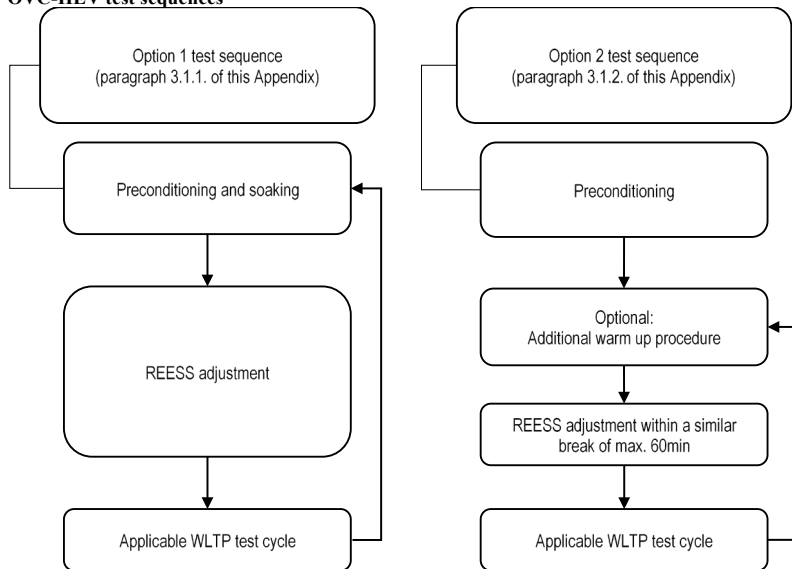 OVC-HEV test sequences
Option 1 test sequence
(paragraph 3.1.1. of this Appendix)
Preconditioning and soaking
REESS adjustment
Applicable WLTP test cycle
Option 2 test sequence
(paragraph 3.1.2. of this Appendix)
Preconditioning
Optional:
Additional warm up procedure
REESS adjustment within a similar
break of max. 60min
Applicable WLTP test cycle